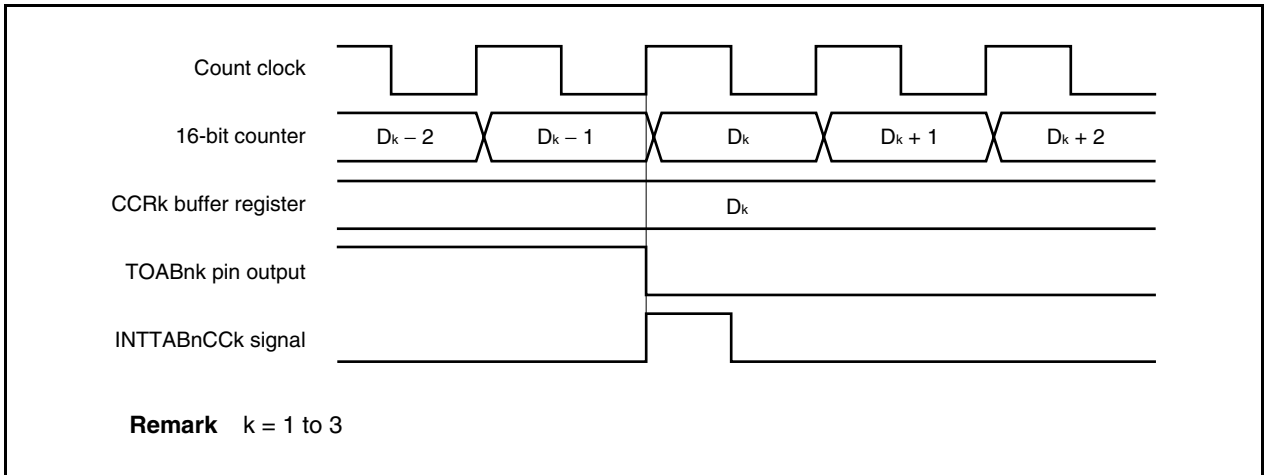 Count clock
16-bit counter Dk − 2 Dk − 1 Dk Dk + 1 Dk + 2
CCRk buffer register Dk
TOABnk pin output
INTTABnCCk signal
Remark k = 1 to 3